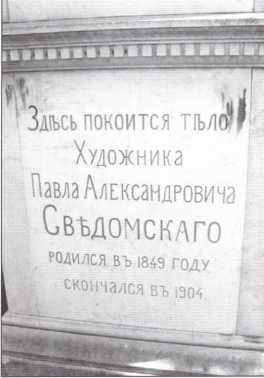 Здѣсь покоится тѣло
Художника
Павла Александровича
Свѣдомскаго
родился въ 1849 году
скончался въ 1904